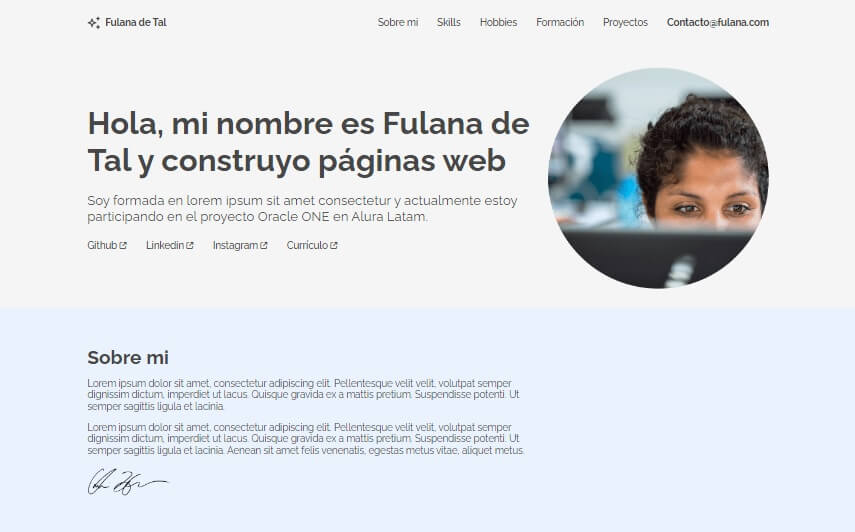 Fulana de Tal
Sobre mi Skills Hobbies Formación Proyectos Contacto@fulana.com
Hola, mi nombre es Fulana de
Tal y construyo páginas web
Soy formada en lorem ipsum sit amet consectetur y actualmente estoy
participando en el proyecto Oracle ONE en Alura Latam.
Github Linkedin Instagram Currículo
Sobre mi
Lorem ipsum dolor sit amet, consectetur adipiscing elit. Pellentesque velit velit, volutpat semper
dignissim dictum, imperdiet ut lacus. Quisque gravida ex a mattis pretium. Suspendisse potenti. Ut
semper sagittis ligula et lacinia.
Lorem ipsum dolor sit amet, consectetur adipiscing elit. Pellentesque velit velit, volutpat semper
dignissim dictum, imperdiet ut lacus. Quisque gravida ex a mattis pretium. Suspendisse potenti. Ut
semper sagittis ligula et lacinia. Aenean sit amet felis venenatis, egestas metus vitae, aliquet metus.